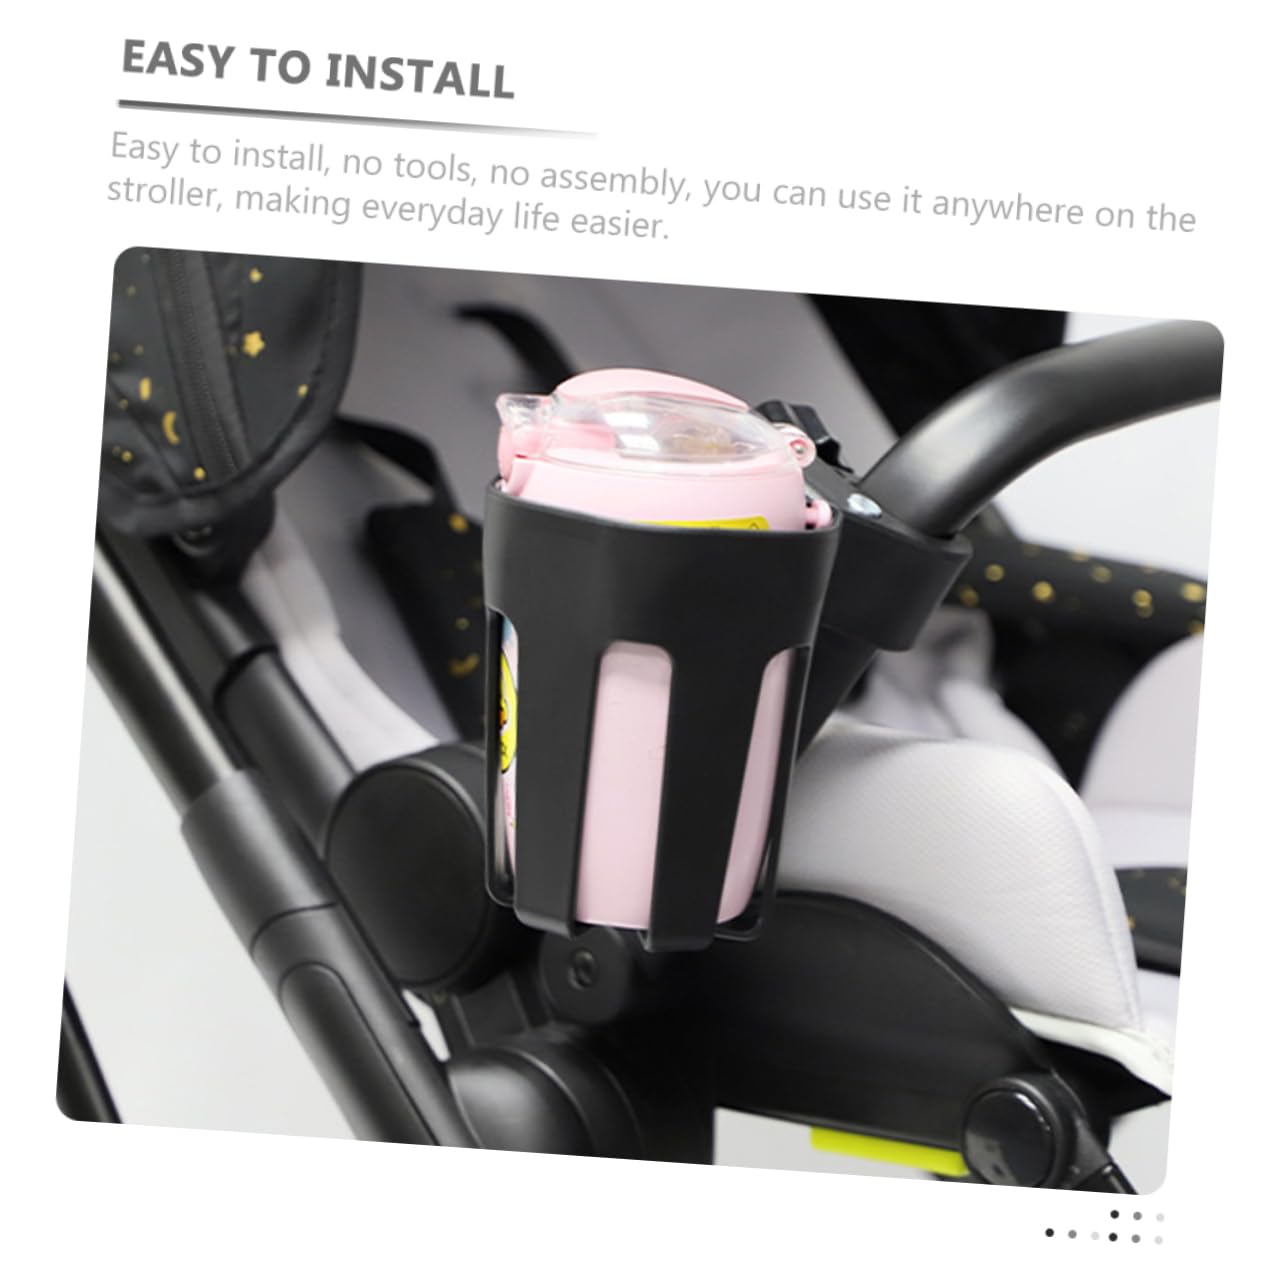 EASY TO INSTALL
Easy to install, no tools, no assembly, you can use it anywhere on the
stroller, making everyday life easier.